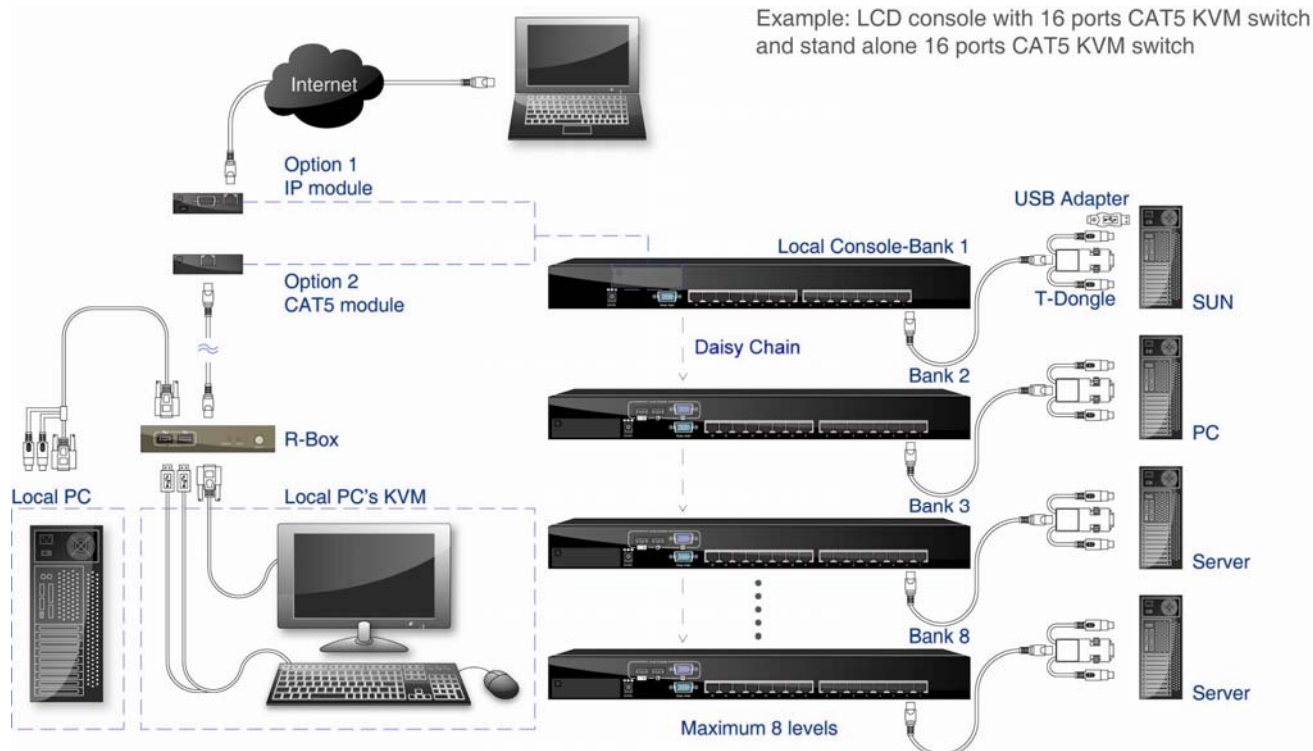 Example: LCD console with 16 ports CAT5 KVM switch
and stand alone 16 ports CAT5 KVM switch
Internet
Option 1
IP module
Option 2
CAT5 module
R-Box
Local PC
Local PC's KVM
Local Console-Bank 1
Daisy Chain
Bank 2
Bank 3
Bank 8
Maximum 8 levels
USB Adapter
T-Dongle
SUN
PC
Server
Server